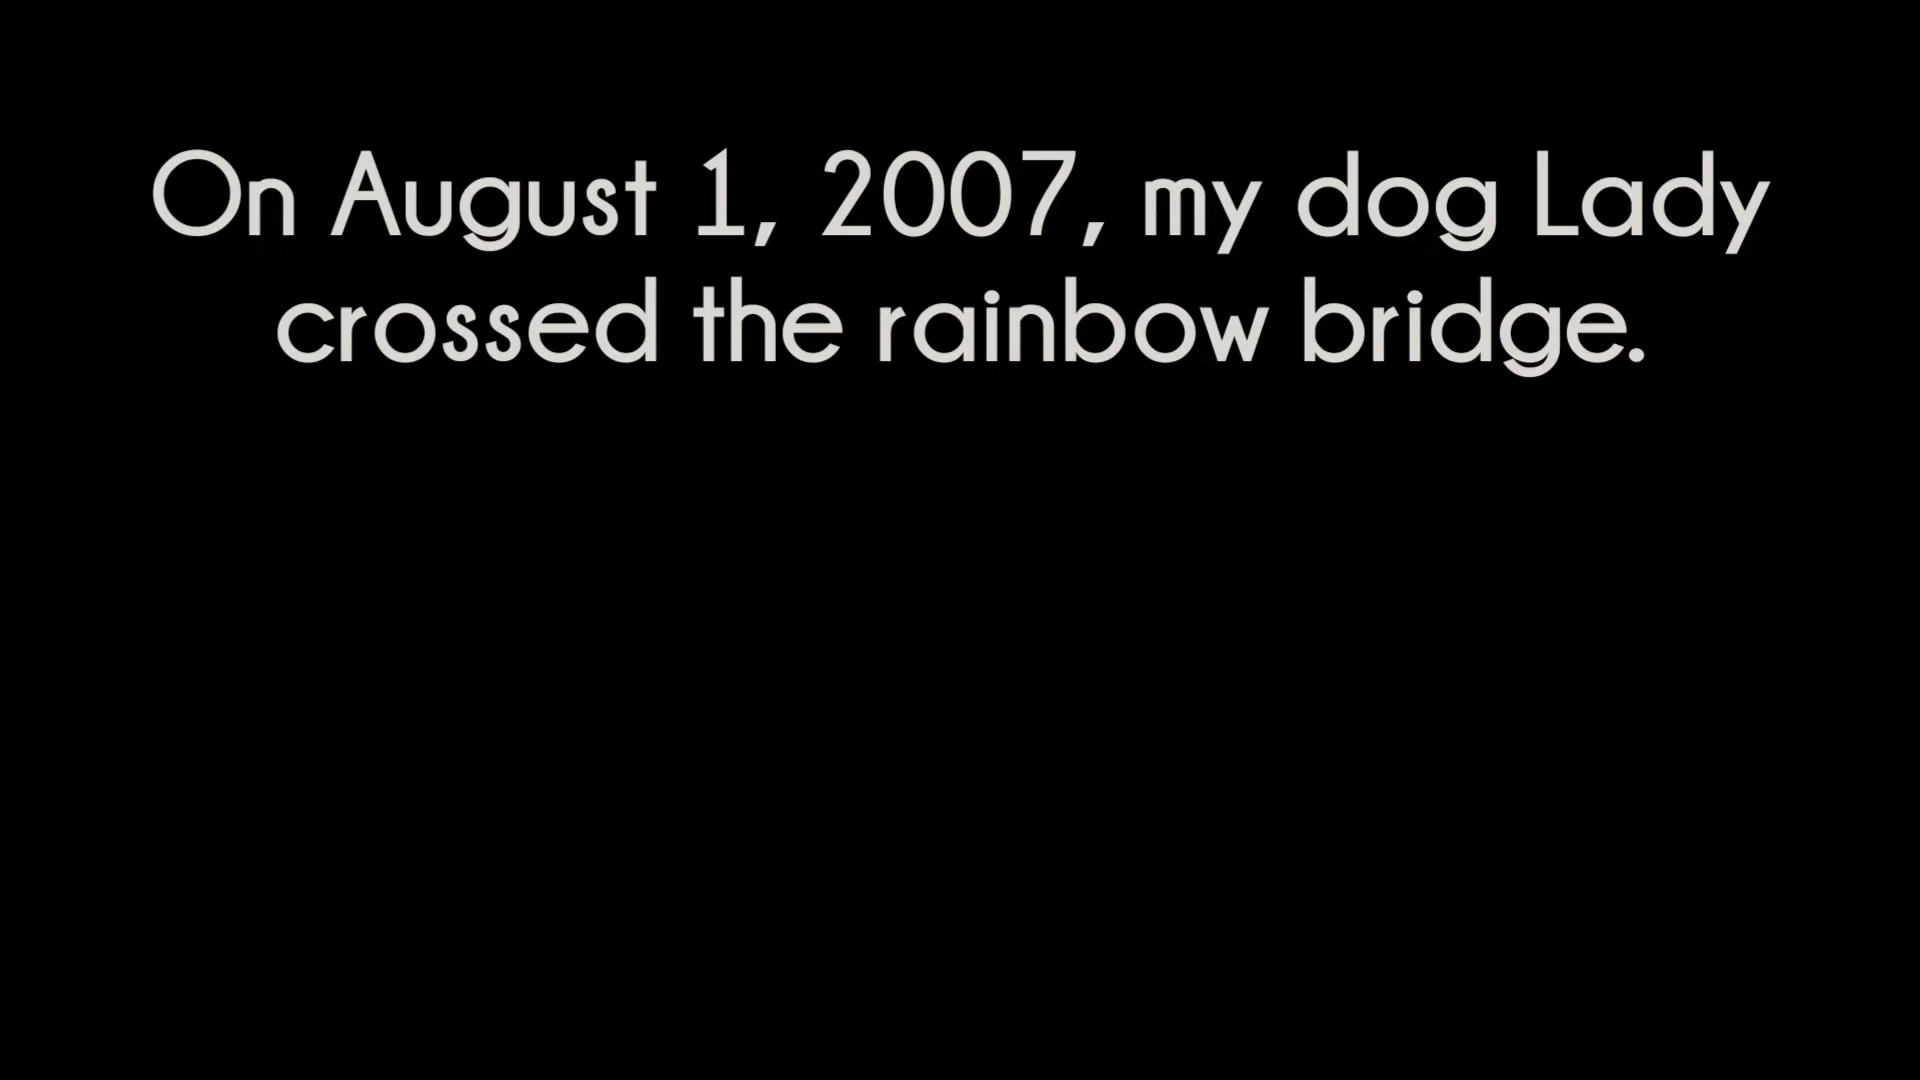 On August 1, 2007, my dog Lady
crossed the rainbow bridge.